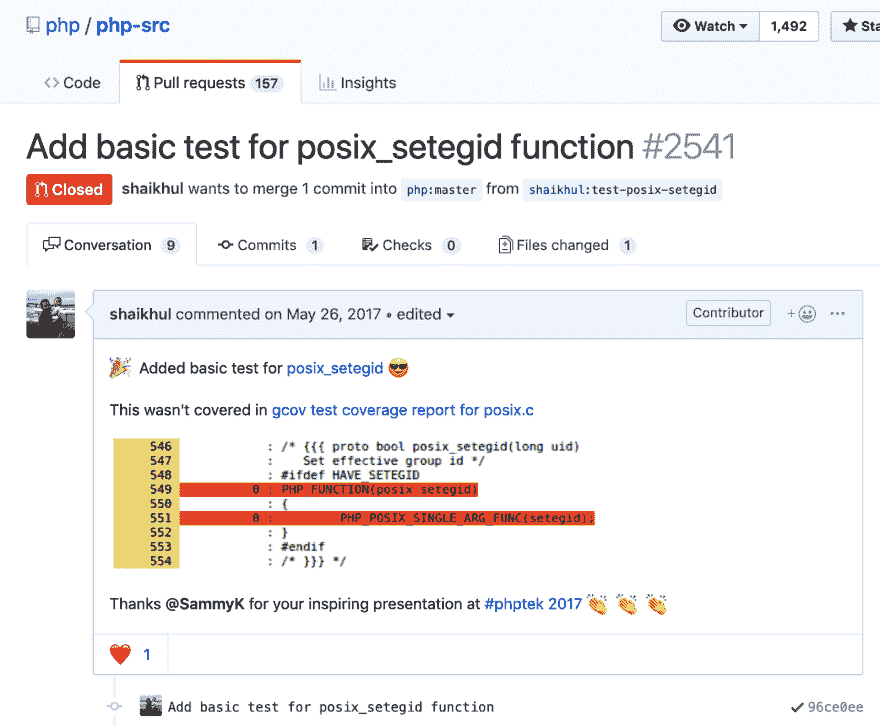 php / php-src
Watch 1,492 Sta
Code Pull requests 157 Insights
Add basic test for posix_setegid function #2541
Closed shaikhul wants to merge 1 commit into php:master from shaikhul:test-posix-setegid
Conversation 9 Commits 1 Checks 0 Files changed 1
shaikhul commented on May 26, 2017 • edited Contributor
🎉 Added basic test for posix_setegid 😎
This wasn't covered in gcov test coverage report for posix.c
546 : /* {{{ proto bool posix_setegid(long uid)
547 : Set effective group id */
548 : #ifdef HAVE_SETEGID
549 0 : PHP_FUNCTION(posix_setegid)
550 : {
551 0 : PHP_POSIX_SINGLE_ARG_FUNC(setegid);
552 : }
553 : #endif
554 : /* }}} */
Thanks @SammyK for your inspiring presentation at #phptek 2017 👏 👏 👏
❤️ 1
Add basic test for posix_setegid function 96ce0ee